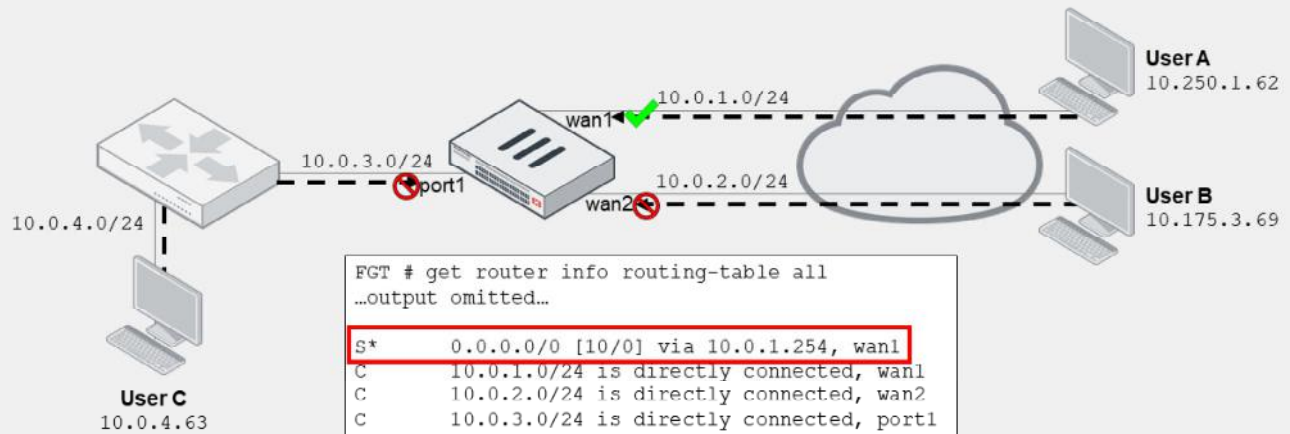 User A
10.250.1.62
10.0.1.0/24
wan1
10.0.3.0/24
port1
10.0.2.0/24
wan2
User B
10.175.3.69
10.0.4.0/24
User C
10.0.4.63
FGT # get router info routing-table all
…output omitted…
S* 0.0.0.0/0 [10/0] via 10.0.1.254, wan1
C 10.0.1.0/24 is directly connected, wan1
C 10.0.2.0/24 is directly connected, wan2
C 10.0.3.0/24 is directly connected, port1